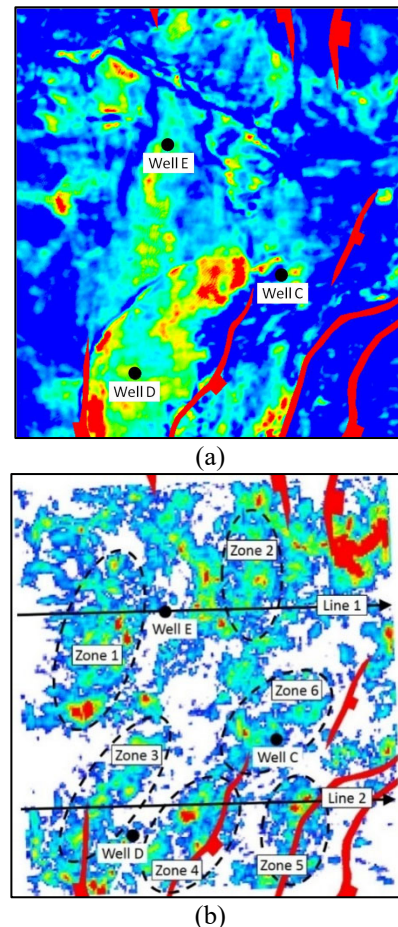 Well E
Well C
Well D
(a)
Zone 2
Line 1
Well E
Zone 1
Zone 6
Zone 3
Well C
Line 2
Well D
Zone 4
Zone 5
(b)